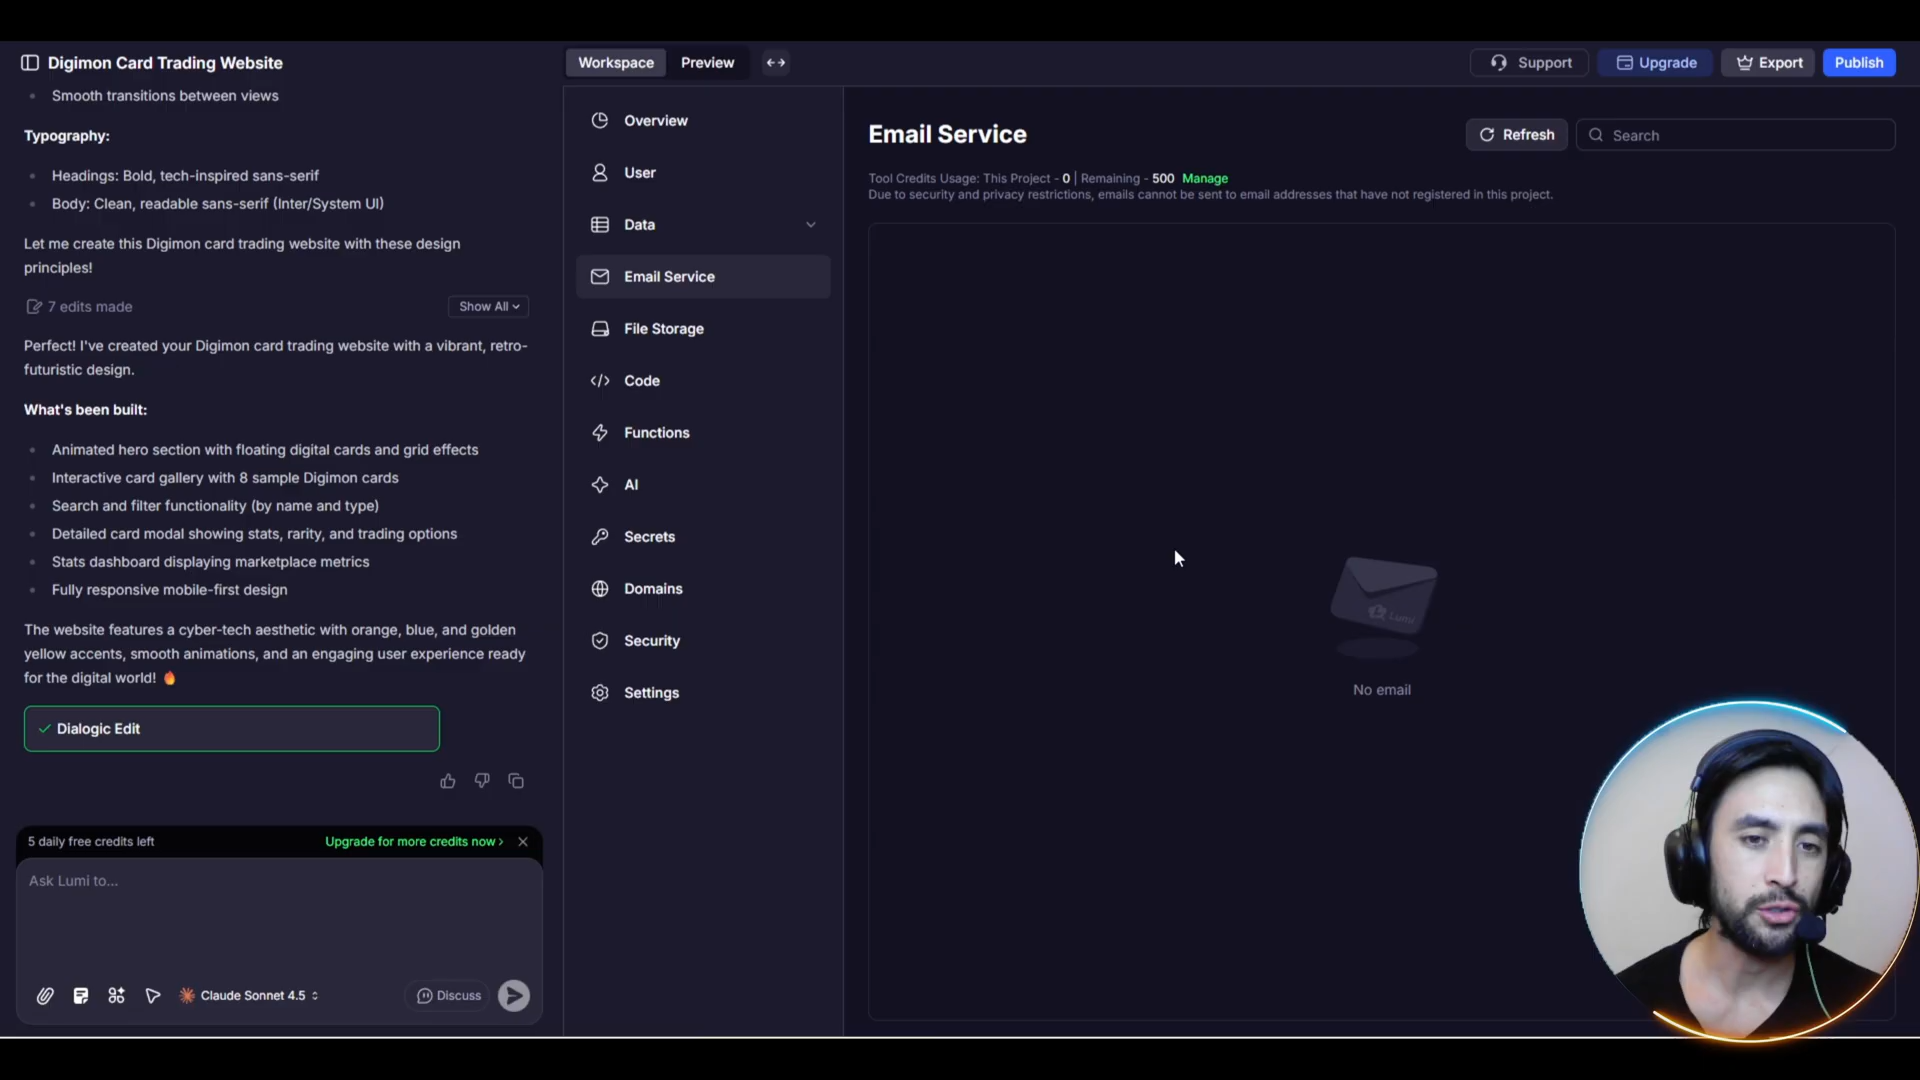 Digimon Card Trading Website
Smooth transitions between views
Typography:
Headings: Bold, tech-inspired sans-serif
Body: Clean, readable sans-serif (Inter/System UI)
Let me create this Digimon card trading website with these design
principles!
7 edits made
Show All
Perfect! I've created your Digimon card trading website with a vibrant, retro-
futuristic design.
What's been built:
Animated hero section with floating digital cards and grid effects
Interactive card gallery with 8 sample Digimon cards
Search and filter functionality (by name and type)
Detailed card modal showing stats, rarity, and trading options
Stats dashboard displaying marketplace metrics
Fully responsive mobile-first design
The website features a cyber-tech aesthetic with orange, blue, and golden
yellow accents, smooth animations, and an engaging user experience ready
for the digital world! 🔥
Dialogic Edit
5 daily free credits left
Upgrade for more credits now
Ask Lumi to...
Claude Sonnet 4.5
Discuss
Workspace
Preview
Support
Upgrade
Export
Publish
Overview
User
Data
Email Service
File Storage
Code
Functions
AI
Secrets
Domains
Security
Settings
Email Service
Refresh
Search
Tool Credits Usage: This Project - 0 | Remaining - 500 Manage
Due to security and privacy restrictions, emails cannot be sent to email addresses that have not registered in this project.
Lumi
No email